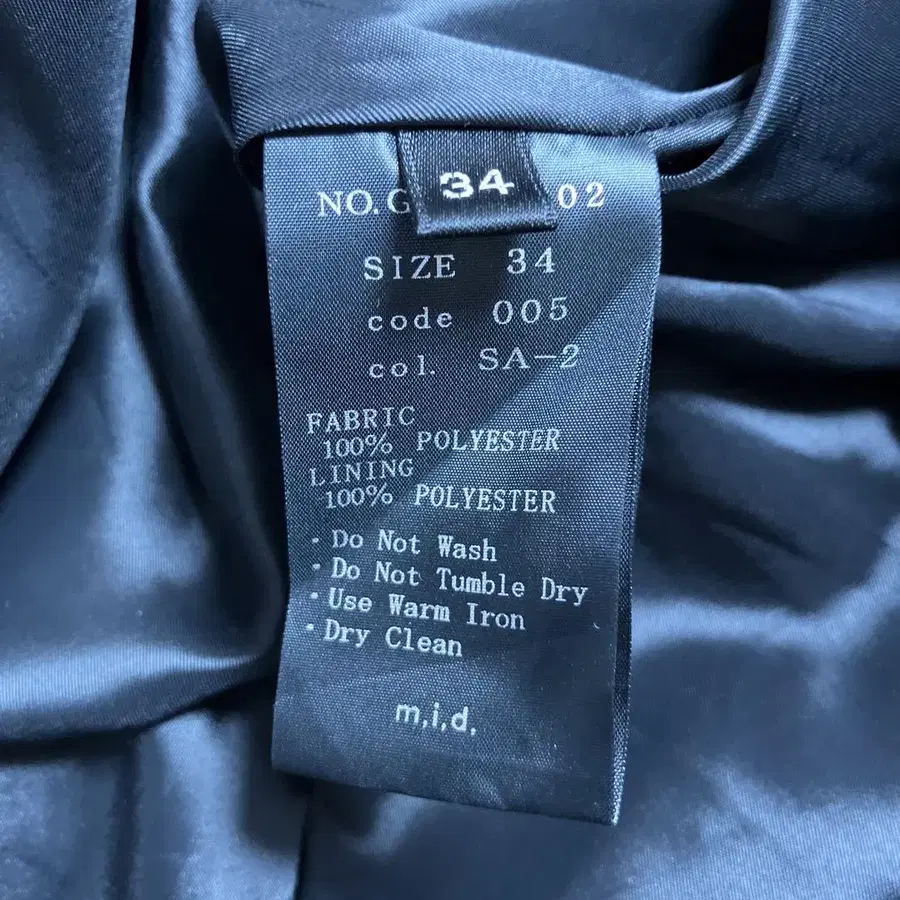 34
NO.G 02
SIZE 34
code 005
col. SA-2
FABRIC
100% POLYESTER
LINING
100% POLYESTER
· Do Not Wash
· Do Not Tumble Dry
· Use Warm Iron
· Dry Clean
m.i.d.